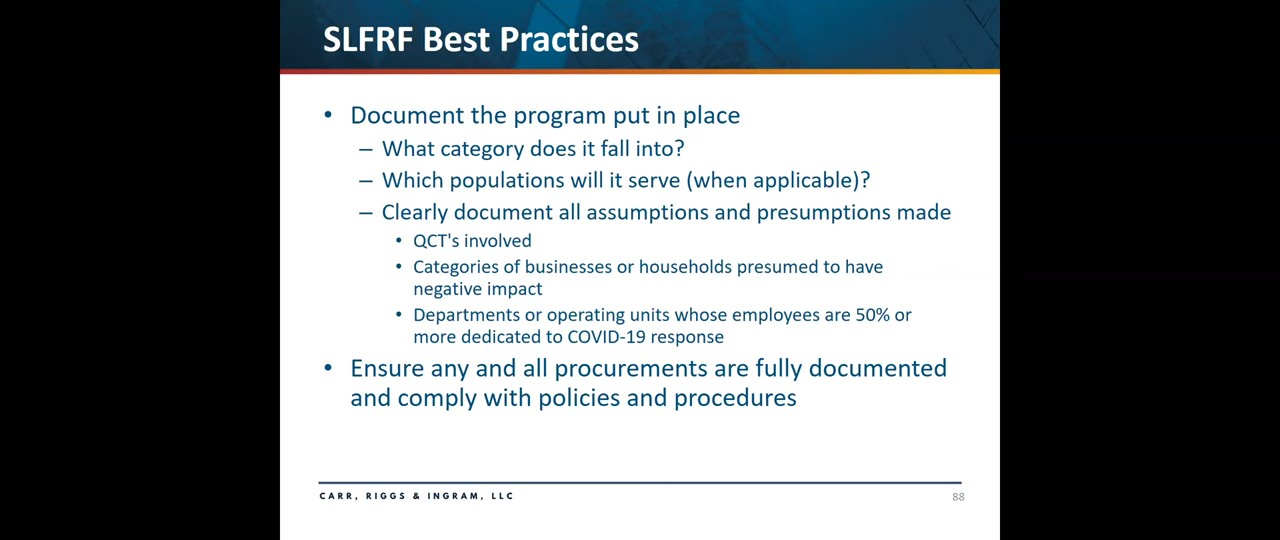 SLFRF Best Practices
• Document the program put in place
– What category does it fall into?
– Which populations will it serve (when applicable)?
– Clearly document all assumptions and presumptions made
• QCT's involved
• Categories of businesses or households presumed to have
negative impact
• Departments or operating units whose employees are 50% or
more dedicated to COVID-19 response
• Ensure any and all procurements are fully documented
and comply with policies and procedures
CARR, RIGGS & INGRAM, LLC
88